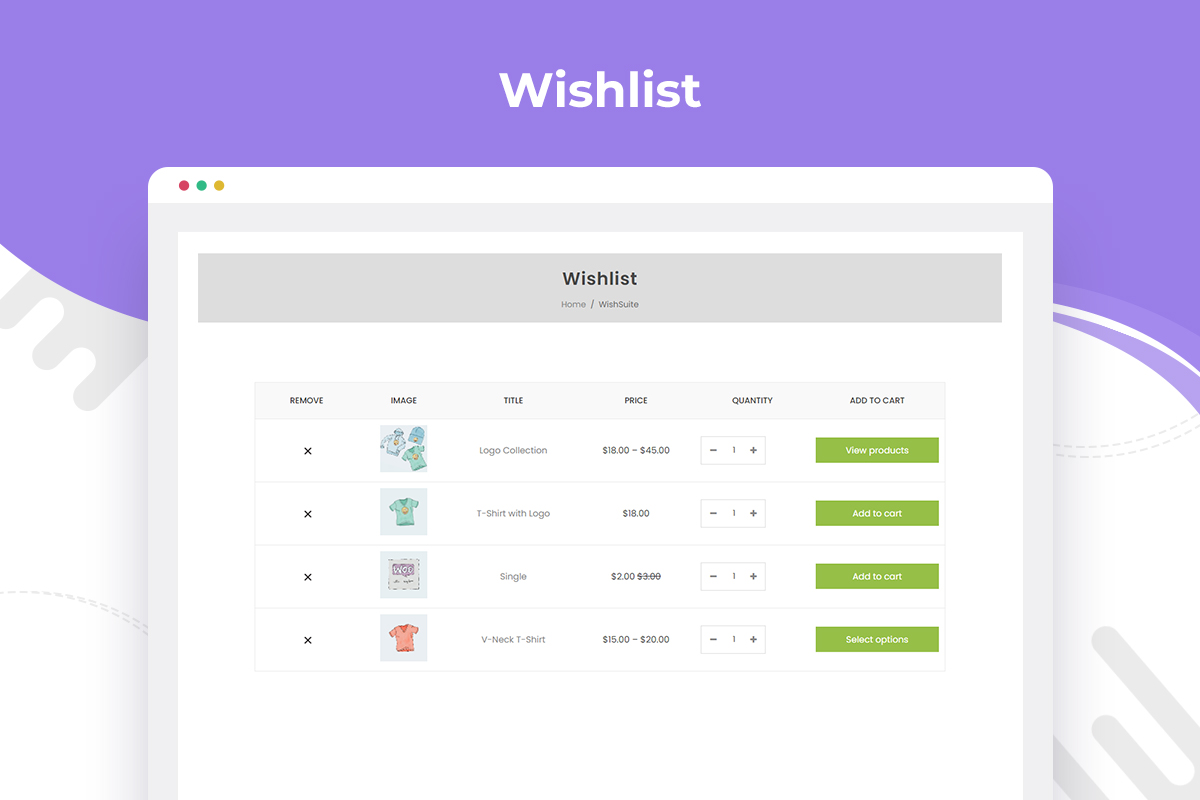 Wishlist
Wishlist
Home / WishSuite
REMOVE IMAGE TITLE PRICE QUANTITY ADD TO CART
× Logo Collection $18.00 – $45.00 − 1 + View products
× T-Shirt with Logo $18.00 − 1 + Add to cart
× WOO Single $2.00 $3.00 − 1 + Add to cart
× V-Neck T-Shirt $15.00 – $20.00 − 1 + Select options